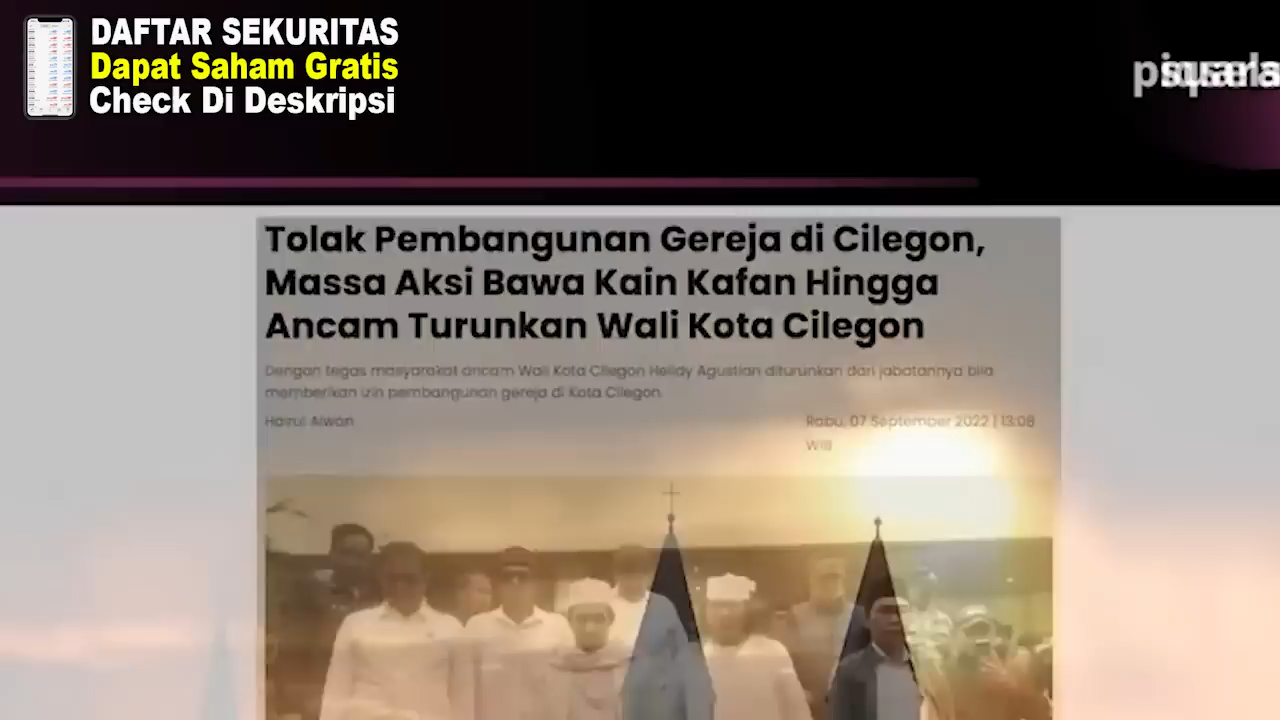 DAFTAR SEKURITAS
Dapat Saham Gratis
Check Di Deskripsi
Tolak Pembangunan Gereja di Cilegon,
Massa Aksi Bawa Kain Kafan Hingga
Ancam Turunkan Wali Kota Cilegon
Dengan tegas masyarakat ancam Wali Kota Cilegon Helldy Agustian diturunkan dari jabatannya bila
memberikan izin pembangunan gereja di Kota Cilegon.
Hairul Alwan
Rabu, 07 September 2022 | 13:08
WIB